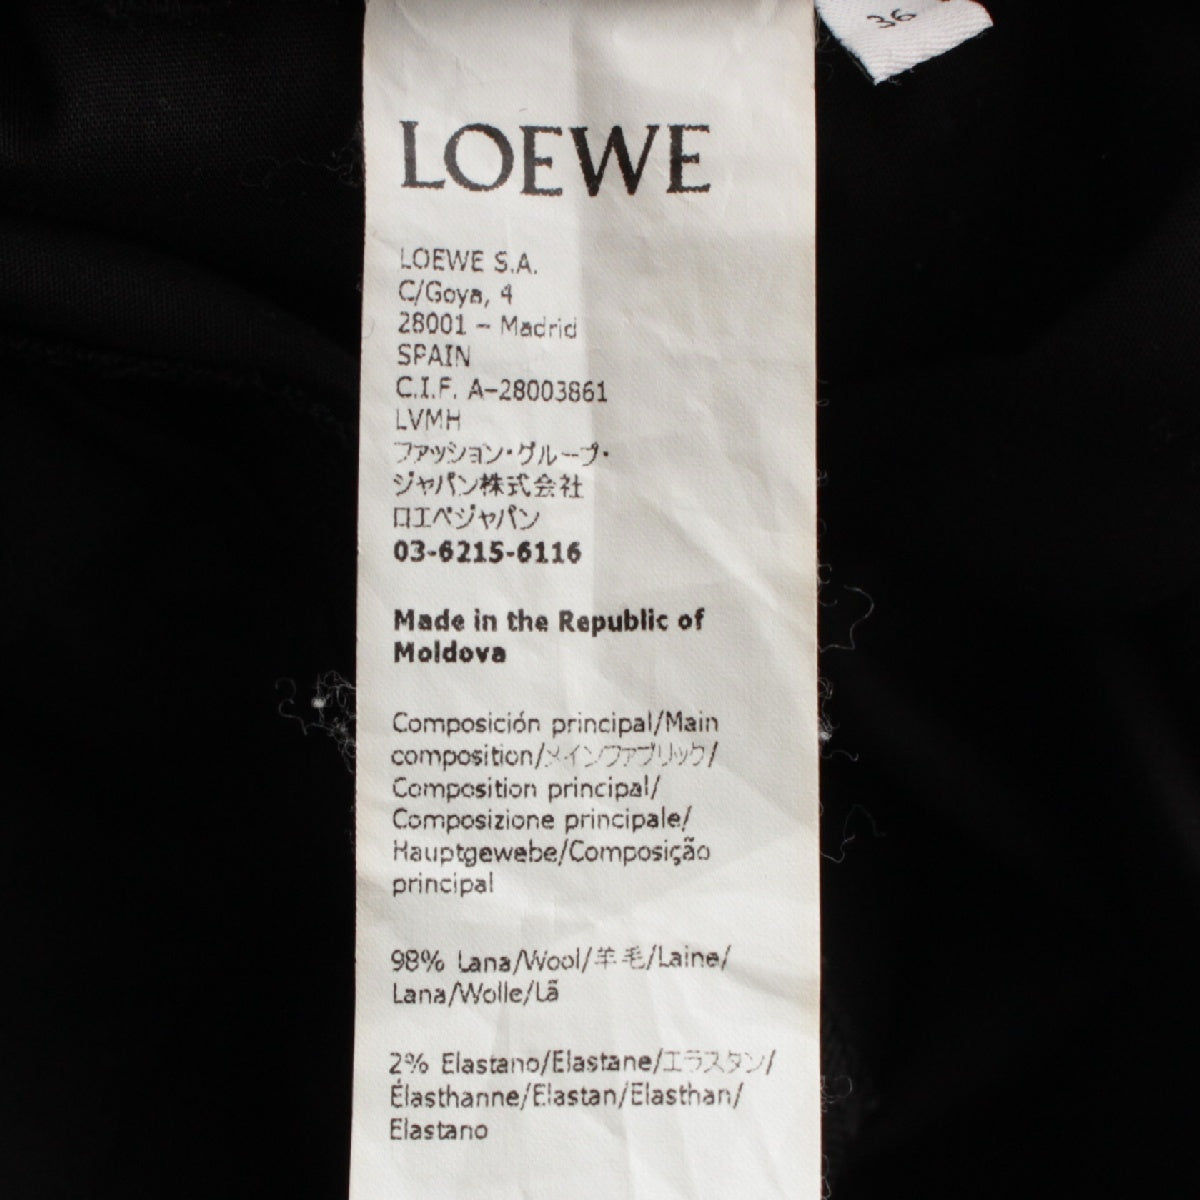 36
LOEWE
LOEWE S.A.
C/Goya, 4
28001 – Madrid
SPAIN
C.I.F. A-28003861
LVMH
ファッション・グループ・
ジャパン株式会社
ロエベジャパン
03-6215-6116
Made in the Republic of
Moldova
Composición principal/Main
composition/メインファブリック/
Composition principal/
Composizione principale/
Hauptgewebe/Composição
principal
98% Lana/Wool/羊毛/Laine/
Lana/Wolle/Lã
2% Elastano/Elastane/エラスタン/
Élasthanne/Elastan/Elasthan/
Elastano